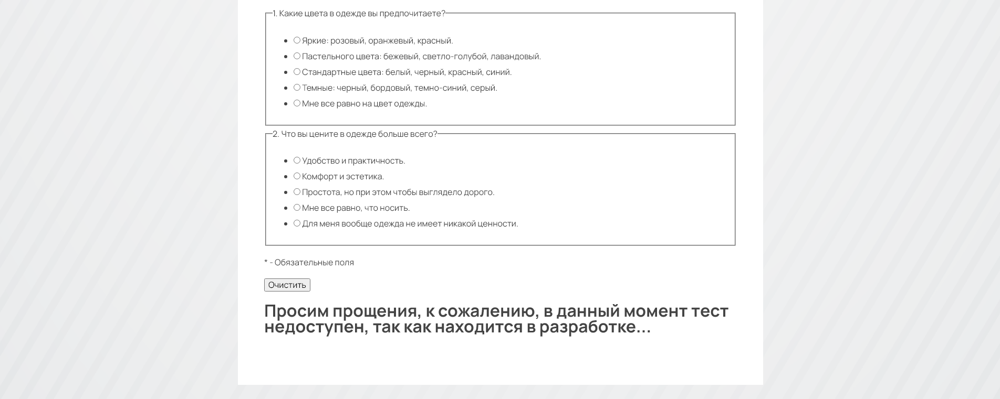 1. Какие цвета в одежде вы предпочитаете?
Яркие: розовый, оранжевый, красный.
Пастельного цвета: бежевый, светло-голубой, лавандовый.
Стандартные цвета: белый, черный, красный, синий.
Темные: черный, бордовый, темно-синий, серый.
Мне все равно на цвет одежды.
2. Что вы цените в одежде больше всего?
Удобство и практичность.
Комфорт и эстетика.
Простота, но при этом чтобы выглядело дорого.
Мне все равно, что носить.
Для меня вообще одежда не имеет никакой ценности.
* - Обязательные поля
Очистить
Просим прощения, к сожалению, в данный момент тест
недоступен, так как находится в разработке...